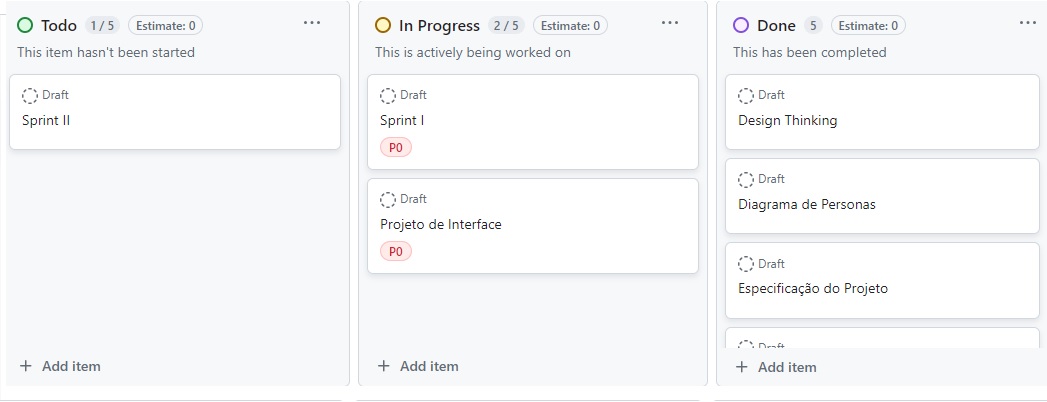 Todo 1 / 5 Estimate: 0 ...
This item hasn't been started
Draft
Sprint II
+ Add item
In Progress 2 / 5 Estimate: 0 ...
This is actively being worked on
Draft
Sprint I
P0
Draft
Projeto de Interface
P0
+ Add item
Done 5 Estimate: 0 ...
This has been completed
Draft
Design Thinking
Draft
Diagrama de Personas
Draft
Especificação do Projeto
Draft
+ Add item